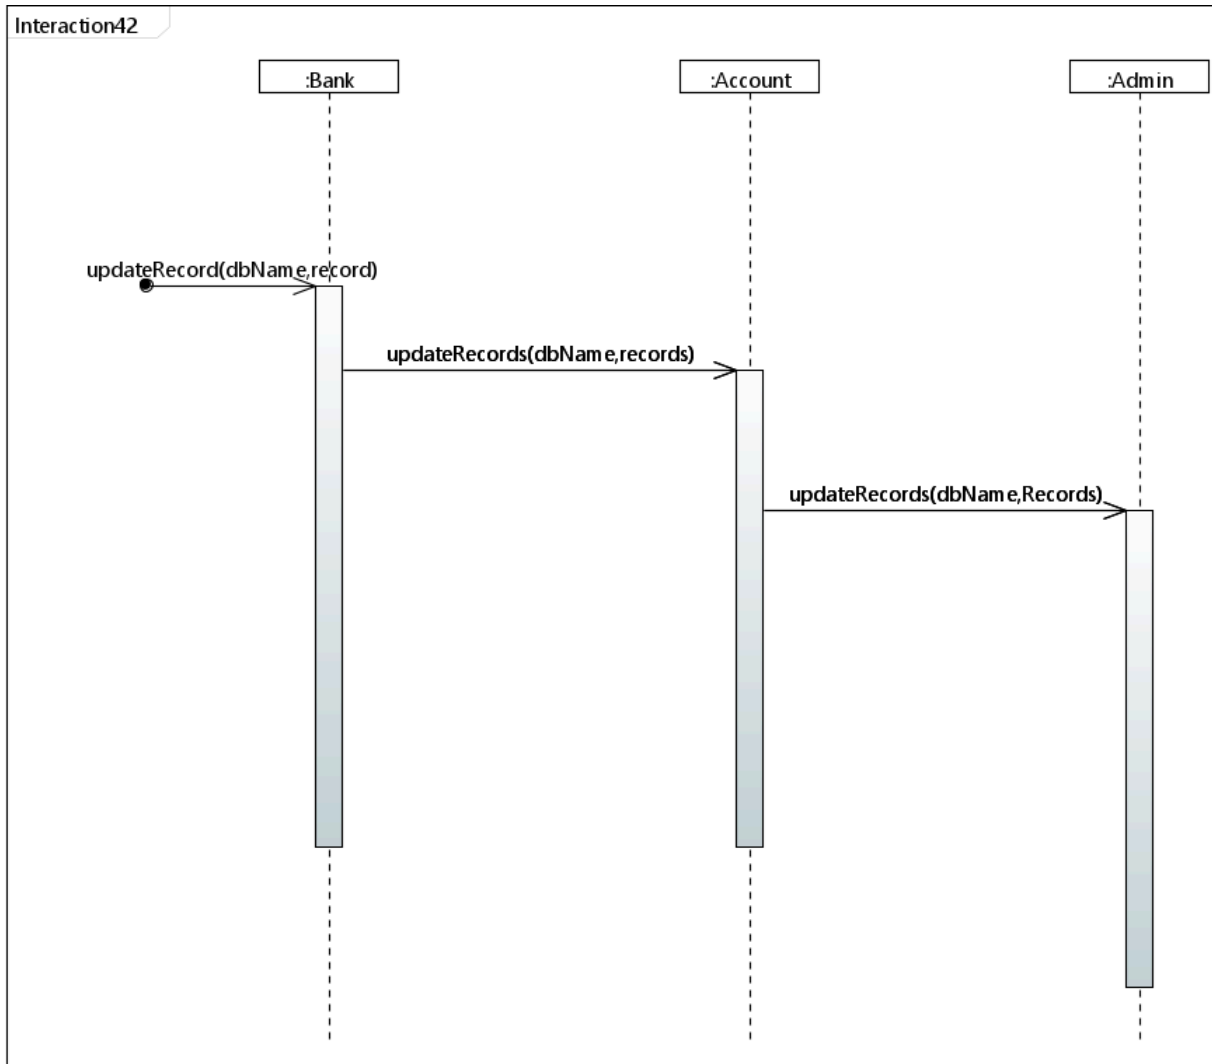 Interaction42
:Bank
:Account
:Admin
updateRecord(dbName,record)
updateRecords(dbName,records)
updateRecords(dbName,Records)